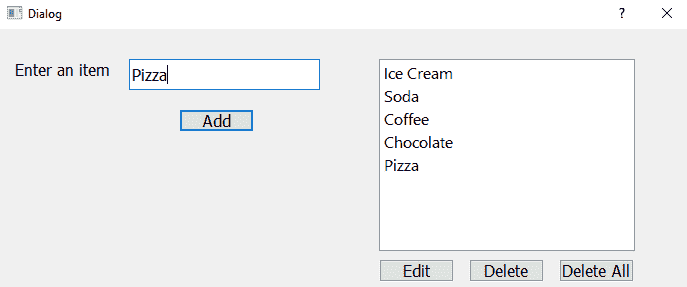 Dialog
?
Enter an item
Pizza
Add
Ice Cream
Soda
Coffee
Chocolate
Pizza
Edit Delete Delete All